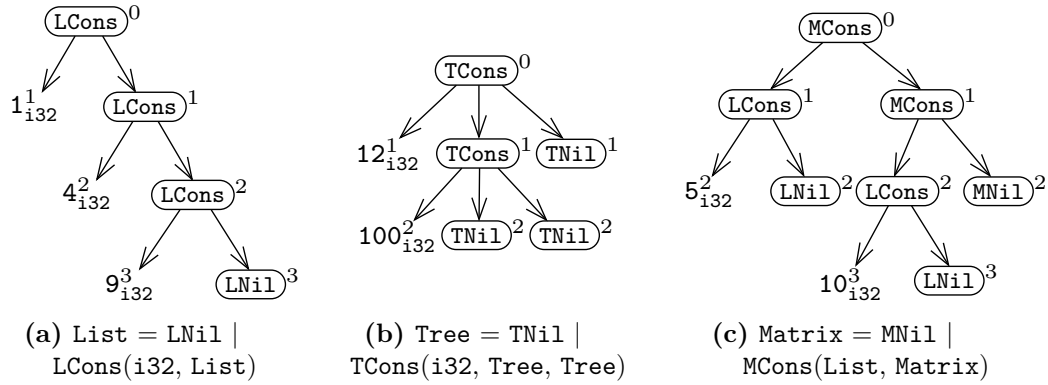 LCons⁰
1¹ᵢ₃₂ LCons¹
4²ᵢ₃₂ LCons²
9³ᵢ₃₂ LNil³
(a) List = LNil |
LCons(i32, List)
TCons⁰
12¹ᵢ₃₂ TCons¹ TNil¹
100²ᵢ₃₂ TNil² TNil²
(b) Tree = TNil |
TCons(i32, Tree, Tree)
MCons⁰
LCons¹ MCons¹
5²ᵢ₃₂ LNil² LCons² MNil²
10³ᵢ₃₂ LNil³
(c) Matrix = MNil |
MCons(List, Matrix)